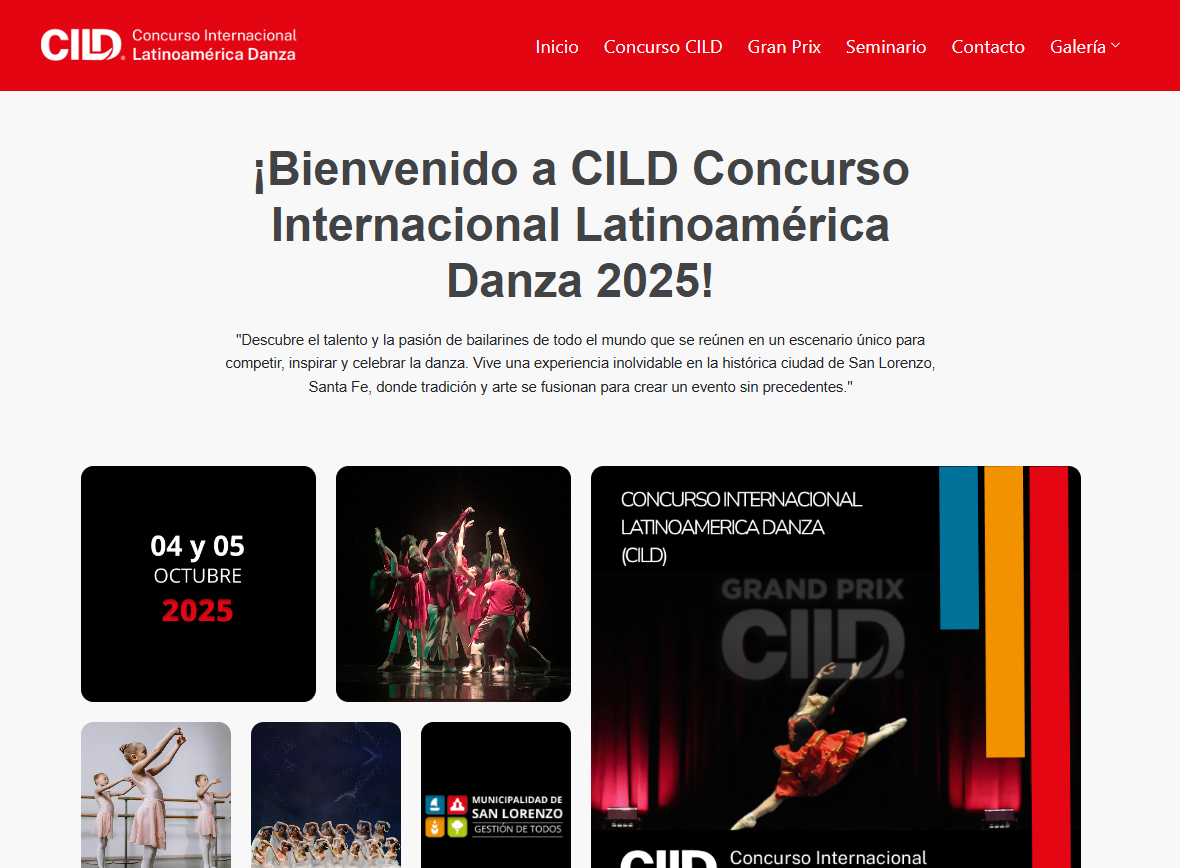 CILD®
Concurso Internacional
Latinoamérica Danza
Inicio
Concurso CILD
Gran Prix
Seminario
Contacto
Galería
¡Bienvenido a CILD Concurso
Internacional Latinoamérica
Danza 2025!
"Descubre el talento y la pasión de bailarines de todo el mundo que se reúnen en un escenario único para
competir, inspirar y celebrar la danza. Vive una experiencia inolvidable en la histórica ciudad de San Lorenzo,
Santa Fe, donde tradición y arte se fusionan para crear un evento sin precedentes."
04 y 05
OCTUBRE
2025
CONCURSO INTERNACIONAL
LATINOAMERICA DANZA
(CILD)
GRAND PRIX
CILD®
MUNICIPALIDAD DE
SAN LORENZO
GESTIÓN DE TODOS
CILD
Concurso Internacional